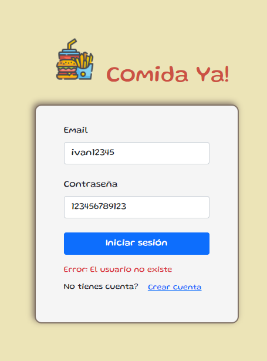 Comida Ya!
Email
ivan12345
Contraseña
123456789123
Iniciar sesión
Error: El usuario no existe
No tienes cuenta? Crear cuenta